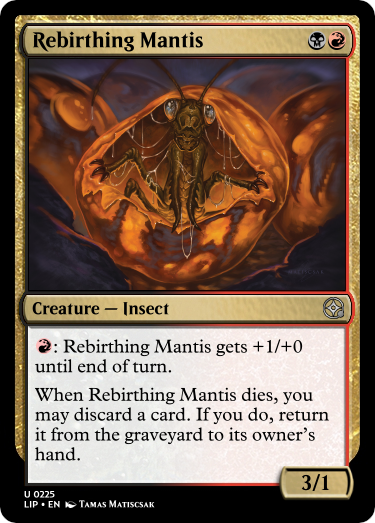 Rebirthing Mantis
Creature — Insect
: Rebirthing Mantis gets +1/+0
until end of turn.
When Rebirthing Mantis dies, you
may discard a card. If you do, return
it from the graveyard to its owner's
hand.
3/1
U 0225
LIP • EN Tamas Matiscsak